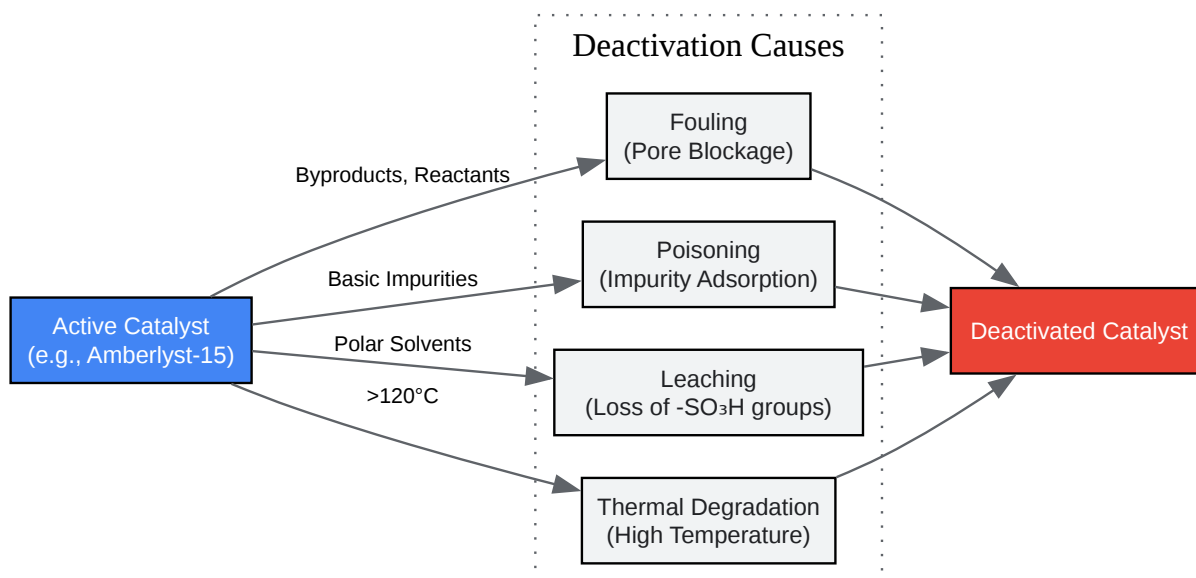 Deactivation Causes
Fouling
(Pore Blockage)
Byproducts, Reactants
Poisoning
(Impurity Adsorption)
Basic Impurities
Active Catalyst
(e.g., Amberlyst-15)
Deactivated Catalyst
Polar Solvents
Leaching
(Loss of -SO₃H groups)
>120°C
Thermal Degradation
(High Temperature)